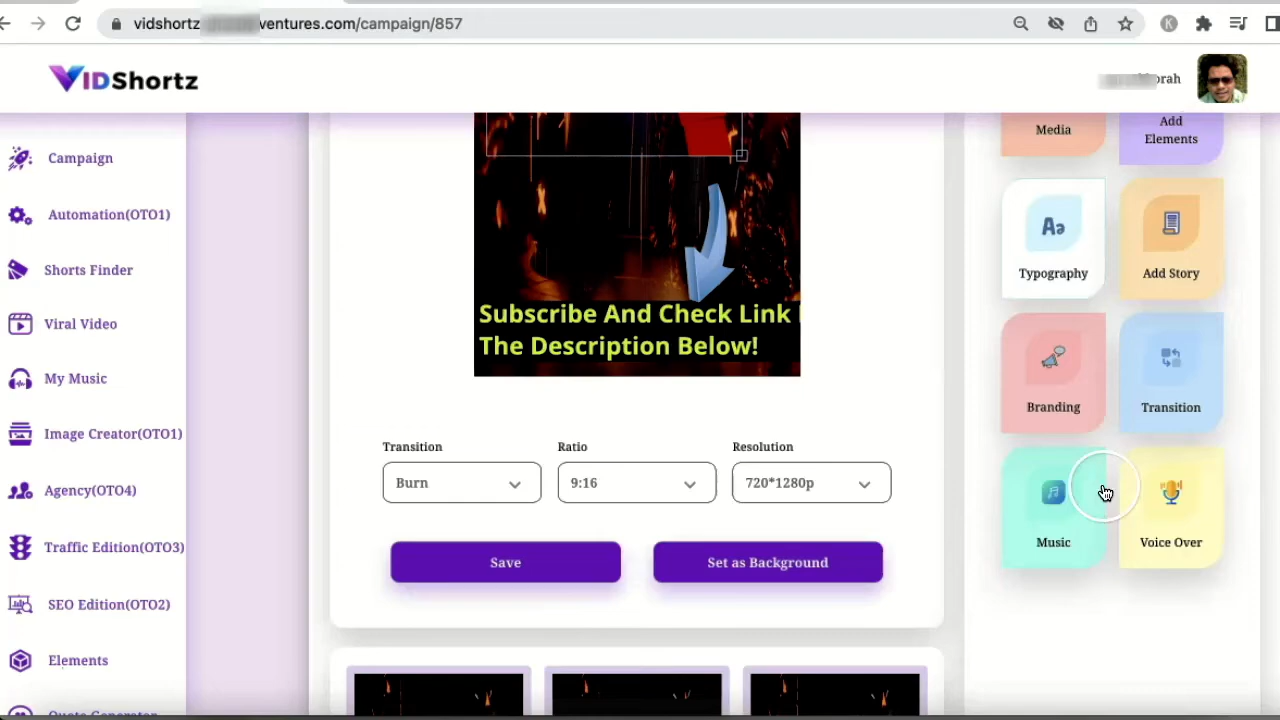 vidshortz ventures.com/campaign/857
K
VIDShortz
orah
Campaign
Automation(OTO1)
Shorts Finder
Viral Video
My Music
Image Creator(OTO1)
Agency(OTO4)
Traffic Edition(OTO3)
SEO Edition(OTO2)
Elements
Subscribe And Check Link
The Description Below!
Transition
Ratio
Resolution
Burn
9:16
720*1280p
Save
Set as Background
Media
Add
Elements
Aa
Typography
Add Story
Branding
Transition
Music
Voice Over